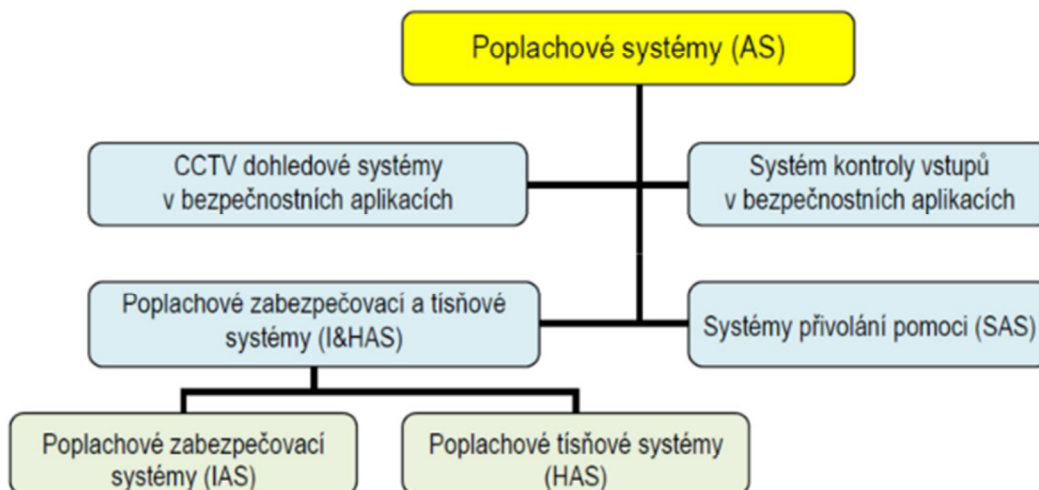 Poplachové systémy (AS)
CCTV dohledové systémy
v bezpečnostních aplikacích
Systém kontroly vstupů
v bezpečnostních aplikacích
Poplachové zabezpečovací a tísňové
systémy (I&HAS)
Systémy přivolání pomoci (SAS)
Poplachové zabezpečovací
systémy (IAS)
Poplachové tísňové systémy
(HAS)